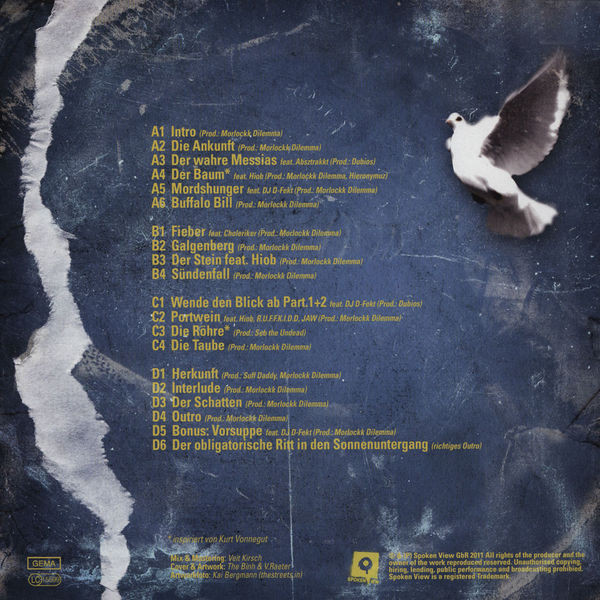 A1 Intro (Prod.: Morlockk Dilemma)
A2 Die Ankunft (Prod.: Morlockk Dilemma)
A3 Der wahre Messias feat. Absztrakkt (Prod.: Dubios)
A4 Der Baum* feat. Hiob (Prod.: Morlockk Dilemma, Hieronymuz)
A5 Mordshunger feat. DJ D-Fekt (Prod.: Morlockk Dilemma)
A6 Buffalo Bill (Prod.: Morlockk Dilemma)
B1 Fieber feat. Choleriker (Prod.: Morlockk Dilemma)
B2 Galgenberg (Prod.: Morlockk Dilemma)
B3 Der Stein feat. Hiob (Prod.: Morlockk Dilemma)
B4 Sündenfall (Prod.: Morlockk Dilemma)
C1 Wende den Blick ab Part.1+2 feat. DJ D-Fekt (Prod.: Dubios)
C2 Portwein feat. Hiob, R.U.F.F.K.I.D.D, JAW (Prod.: Morlockk Dilemma)
C3 Die Röhre* (Prod.: Seb the Undead)
C4 Die Taube (Prod.: Morlockk Dilemma)
D1 Herkunft (Prod.: Suff Daddy, Morlockk Dilemma)
D2 Interlude (Prod.: Morlockk Dilemma)
D3 Der Schatten (Prod.: Morlockk Dilemma)
D4 Outro (Prod.: Morlockk Dilemma)
D5 Bonus: Vorsuppe feat. DJ D-Fekt (Prod.: Morlockk Dilemma)
D6 Der obligatorische Ritt in den Sonnenuntergang (richtiges Outro)
* inspiriert von Kurt Vonnegut
Mix & Mastering: Veit Kirsch
Cover & Artwork: The Binh & V.Raeter
Artworkfoto: Kai Bergmann (thestreets.in)
GEMA
LC
SPOKEN
Spoken View GbR 2011 All rights of the producer and the
owner of the work reproduced reserved. Unauthorized copying,
hiring, lending, public performance and broadcasting prohibited.
Spoken View is a registered Trademark.